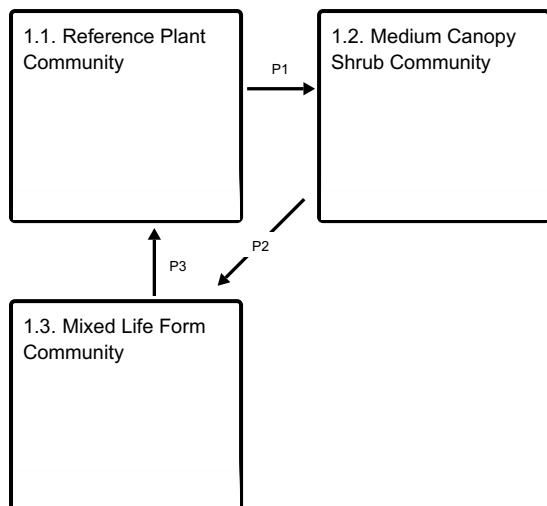 1.1. Reference Plant
Community
P1
1.2. Medium Canopy
Shrub Community
P2
P3
1.3. Mixed Life Form
Community